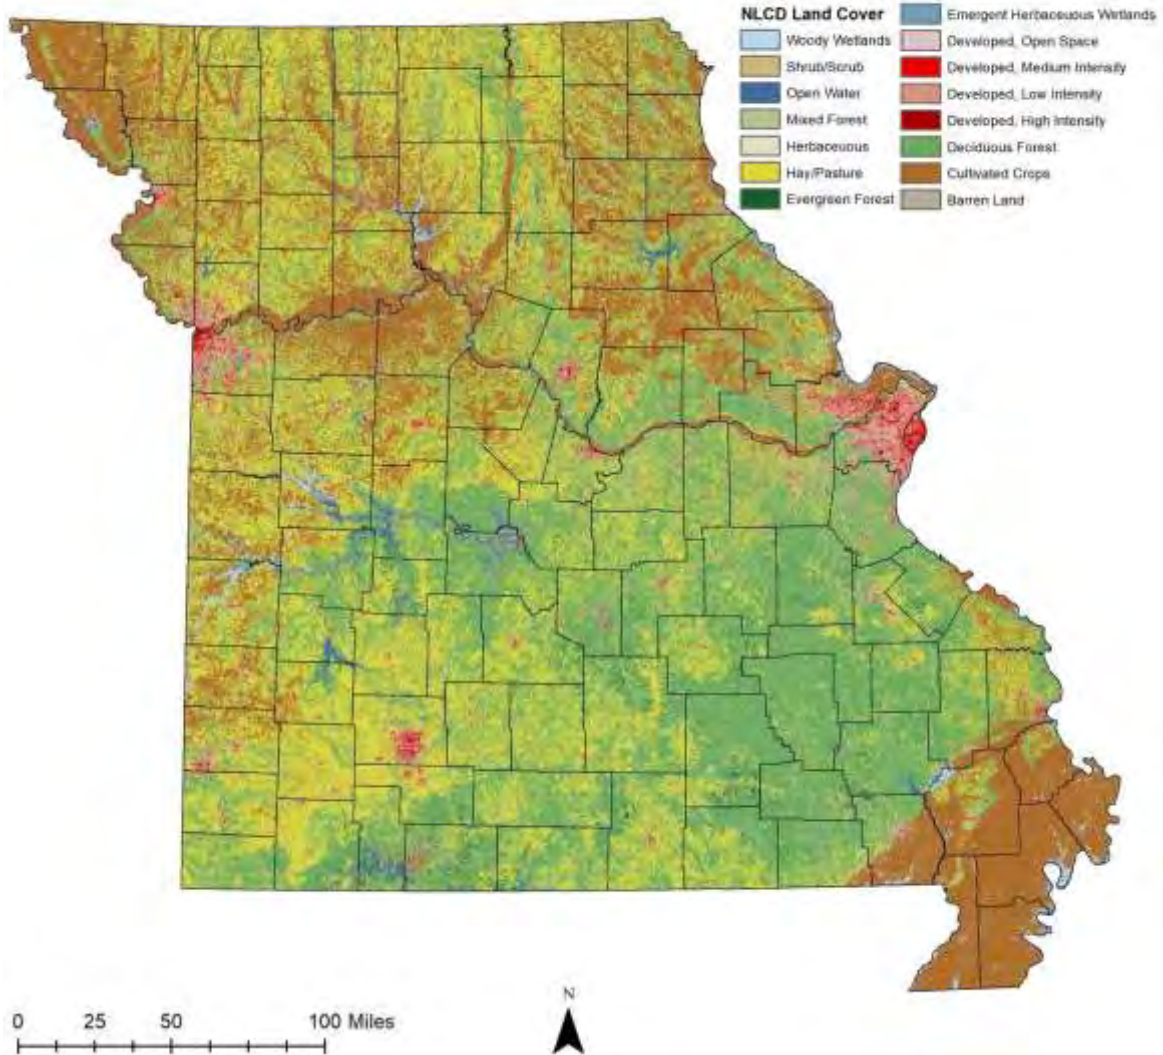 NLCD Land Cover
Woody Wetlands
Shrub/Scrub
Open Water
Mixed Forest
Herbaceous
Hay/Pasture
Evergreen Forest
Emergent Herbaceuous Wetlands
Developed, Open Space
Developed, Medium Intensity
Developed, Low Intensity
Developed, High Intensity
Deciduous Forest
Cultivated Crops
Barren Land
N
0 25 50 100 Miles